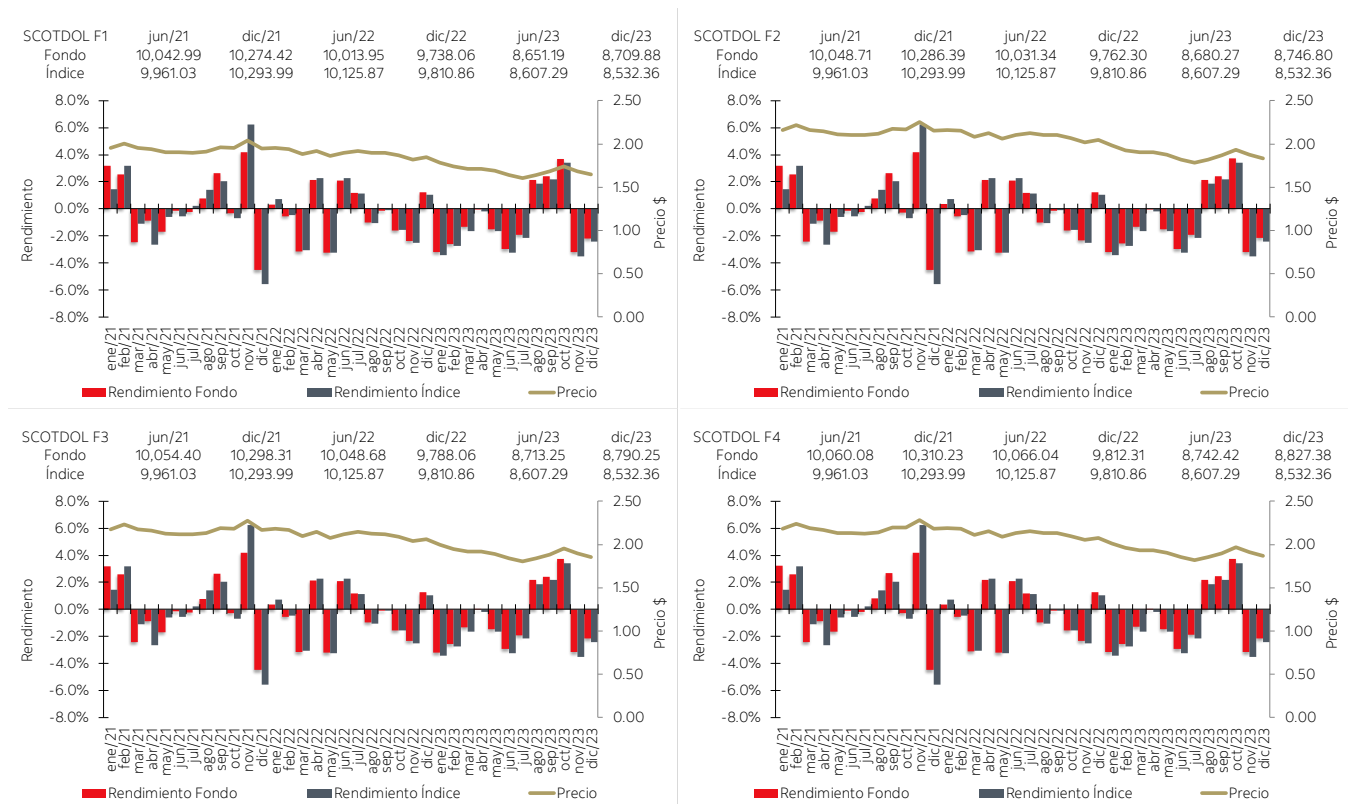 SCOTDOL F1 jun/21 dic/21 jun/22 dic/22 jun/23 dic/23
Fondo 10,042.99 10,274.42 10,013.95 9,738.06 8,651.19 8,709.88
Índice 9,961.03 10,293.99 10,125.87 9,810.86 8,607.29 8,532.36
8.0%
6.0%
4.0%
2.0%
0.0%
-2.0%
-4.0%
-6.0%
-8.0%
Rendimiento
2.50
2.00
1.50
1.00
0.50
0.00
Precio $
ene/21 feb/21 mar/21 abr/21 may/21 jun/21 jul/21 ago/21 sep/21 oct/21 nov/21 dic/21 ene/22 feb/22 mar/22 abr/22 may/22 jun/22 jul/22 ago/22 sep/22 oct/22 nov/22 dic/22 ene/23 feb/23 mar/23 abr/23 may/23 jun/23 jul/23 ago/23 sep/23 oct/23 nov/23 dic/23
Rendimiento Fondo Rendimiento Índice Precio
SCOTDOL F2 jun/21 dic/21 jun/22 dic/22 jun/23 dic/23
Fondo 10,048.71 10,286.39 10,031.34 9,762.30 8,680.27 8,746.80
Índice 9,961.03 10,293.99 10,125.87 9,810.86 8,607.29 8,532.36
8.0%
6.0%
4.0%
2.0%
0.0%
-2.0%
-4.0%
-6.0%
-8.0%
Rendimiento
2.50
2.00
1.50
1.00
0.50
0.00
Precio $
ene/21 feb/21 mar/21 abr/21 may/21 jun/21 jul/21 ago/21 sep/21 oct/21 nov/21 dic/21 ene/22 feb/22 mar/22 abr/22 may/22 jun/22 jul/22 ago/22 sep/22 oct/22 nov/22 dic/22 ene/23 feb/23 mar/23 abr/23 may/23 jun/23 jul/23 ago/23 sep/23 oct/23 nov/23 dic/23
Rendimiento Fondo Rendimiento Índice Precio
SCOTDOL F3 jun/21 dic/21 jun/22 dic/22 jun/23 dic/23
Fondo 10,054.40 10,298.31 10,048.68 9,788.06 8,713.25 8,790.25
Índice 9,961.03 10,293.99 10,125.87 9,810.86 8,607.29 8,532.36
8.0%
6.0%
4.0%
2.0%
0.0%
-2.0%
-4.0%
-6.0%
-8.0%
Rendimiento
2.50
2.00
1.50
1.00
0.50
0.00
Precio $
ene/21 feb/21 mar/21 abr/21 may/21 jun/21 jul/21 ago/21 sep/21 oct/21 nov/21 dic/21 ene/22 feb/22 mar/22 abr/22 may/22 jun/22 jul/22 ago/22 sep/22 oct/22 nov/22 dic/22 ene/23 feb/23 mar/23 abr/23 may/23 jun/23 jul/23 ago/23 sep/23 oct/23 nov/23 dic/23
Rendimiento Fondo Rendimiento Índice Precio
SCOTDOL F4 jun/21 dic/21 jun/22 dic/22 jun/23 dic/23
Fondo 10,060.08 10,310.23 10,066.04 9,812.31 8,742.42 8,827.38
Índice 9,961.03 10,293.99 10,125.87 9,810.86 8,607.29 8,532.36
8.0%
6.0%
4.0%
2.0%
0.0%
-2.0%
-4.0%
-6.0%
-8.0%
Rendimiento
2.50
2.00
1.50
1.00
0.50
0.00
Precio $
ene/21 feb/21 mar/21 abr/21 may/21 jun/21 jul/21 ago/21 sep/21 oct/21 nov/21 dic/21 ene/22 feb/22 mar/22 abr/22 may/22 jun/22 jul/22 ago/22 sep/22 oct/22 nov/22 dic/22 ene/23 feb/23 mar/23 abr/23 may/23 jun/23 jul/23 ago/23 sep/23 oct/23 nov/23 dic/23
Rendimiento Fondo Rendimiento Índice Precio